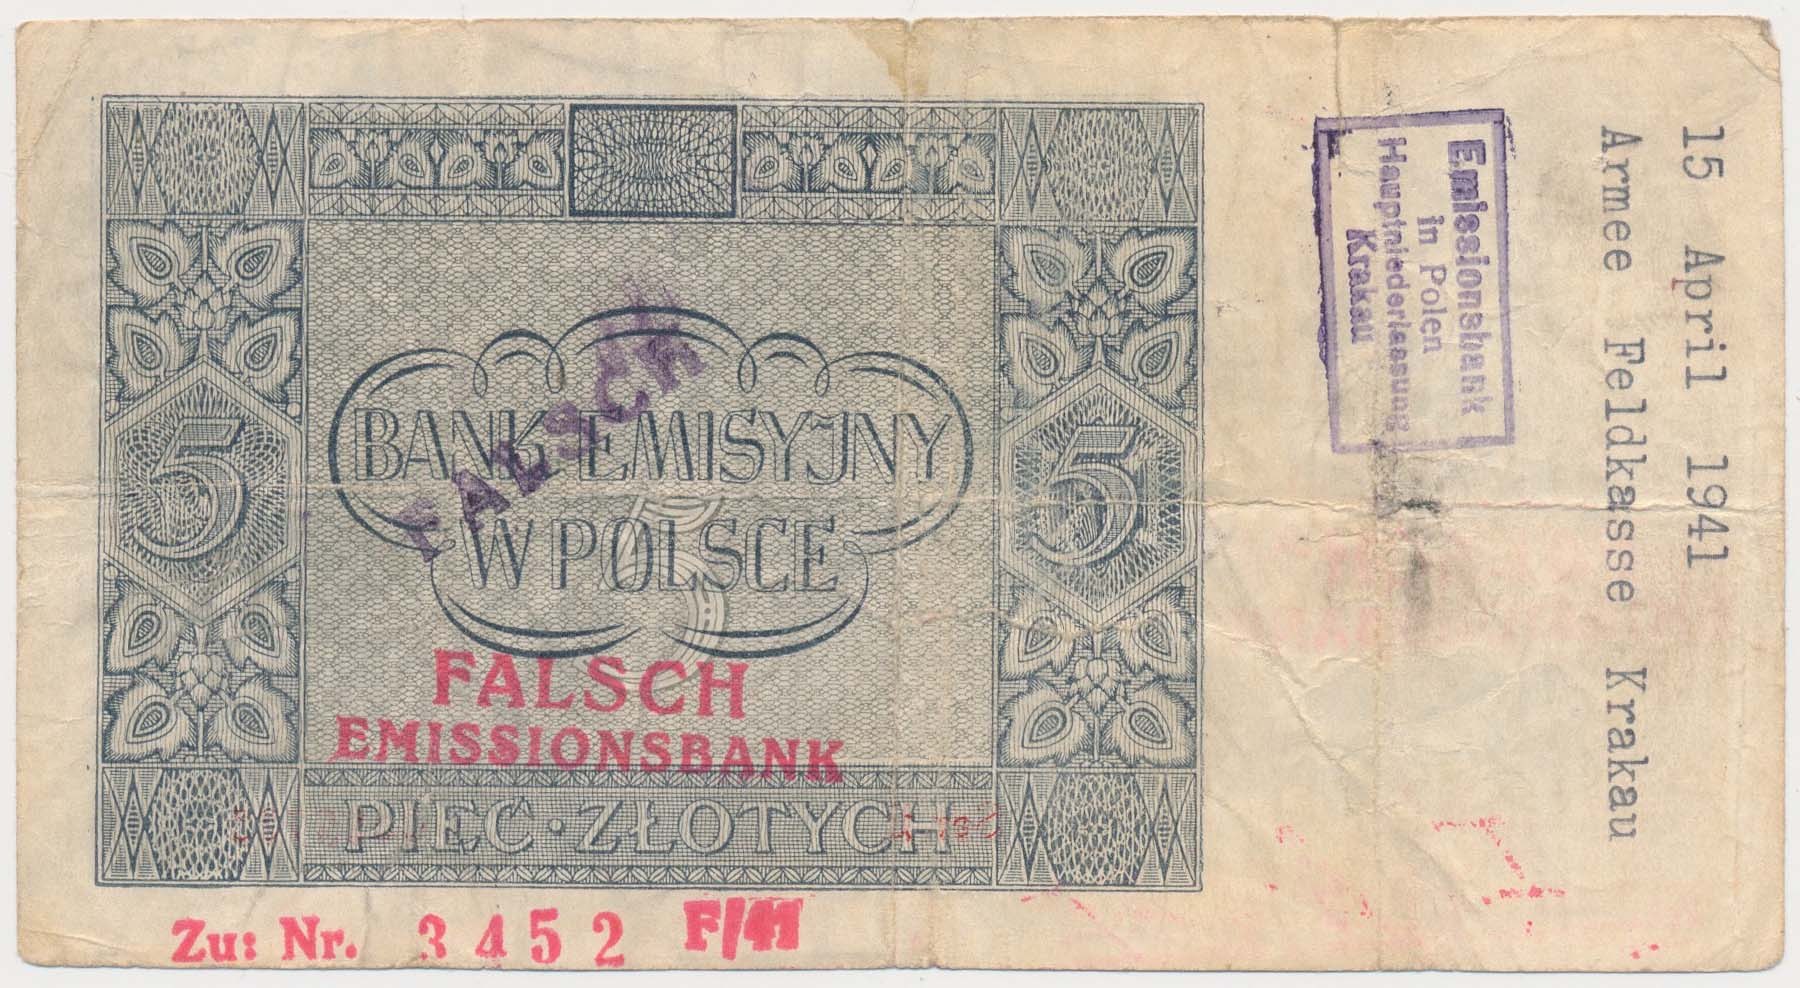 5
5
5
BANK EMISYJNY
W POLSCE
FALSCH
FALSCH
EMISSIONSBANK
PIĘĆ · ZŁOTYCH
Zu: Nr. 3452 F/41
Emissionsbank
in Polen
Hauptniederlassung
Krakau
15 April 1941
Armee Feldkasse Krakau